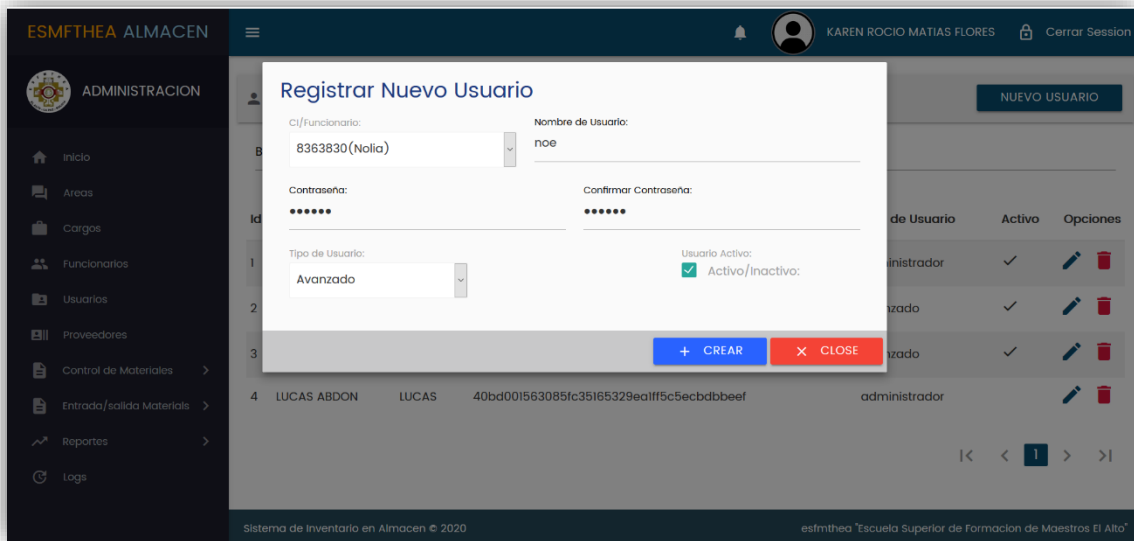 ESMFTHEA ALMACEN
KAREN ROCIO MATIAS FLORES
Cerrar Session
ADMINISTRACION
Inicio
Areas
Cargos
Funcionarios
Usuarios
Proveedores
Control de Materiales
Entrada/salida Materials
Reportes
Logs
NUEVO USUARIO
Registrar Nuevo Usuario
CI/Funcionario:
Nombre de Usuario:
8363830(Nolia)
noe
Contraseña:
Confirmar Contraseña:
••••••
••••••
Tipo de Usuario:
Usuario Activo:
Avanzado
Activo/Inactivo:
+ CREAR
× CLOSE
B
Id
de Usuario
Activo
Opciones
1
inistrador
2
nzado
3
nzado
4 LUCAS ABDON LUCAS 40bd001563085fc35165329ea1ff5c5ecbdbbeef administrador
1
Sistema de Inventario en Almacen © 2020
esfmthea "Escuela Superior de Formacion de Maestros El Alto"